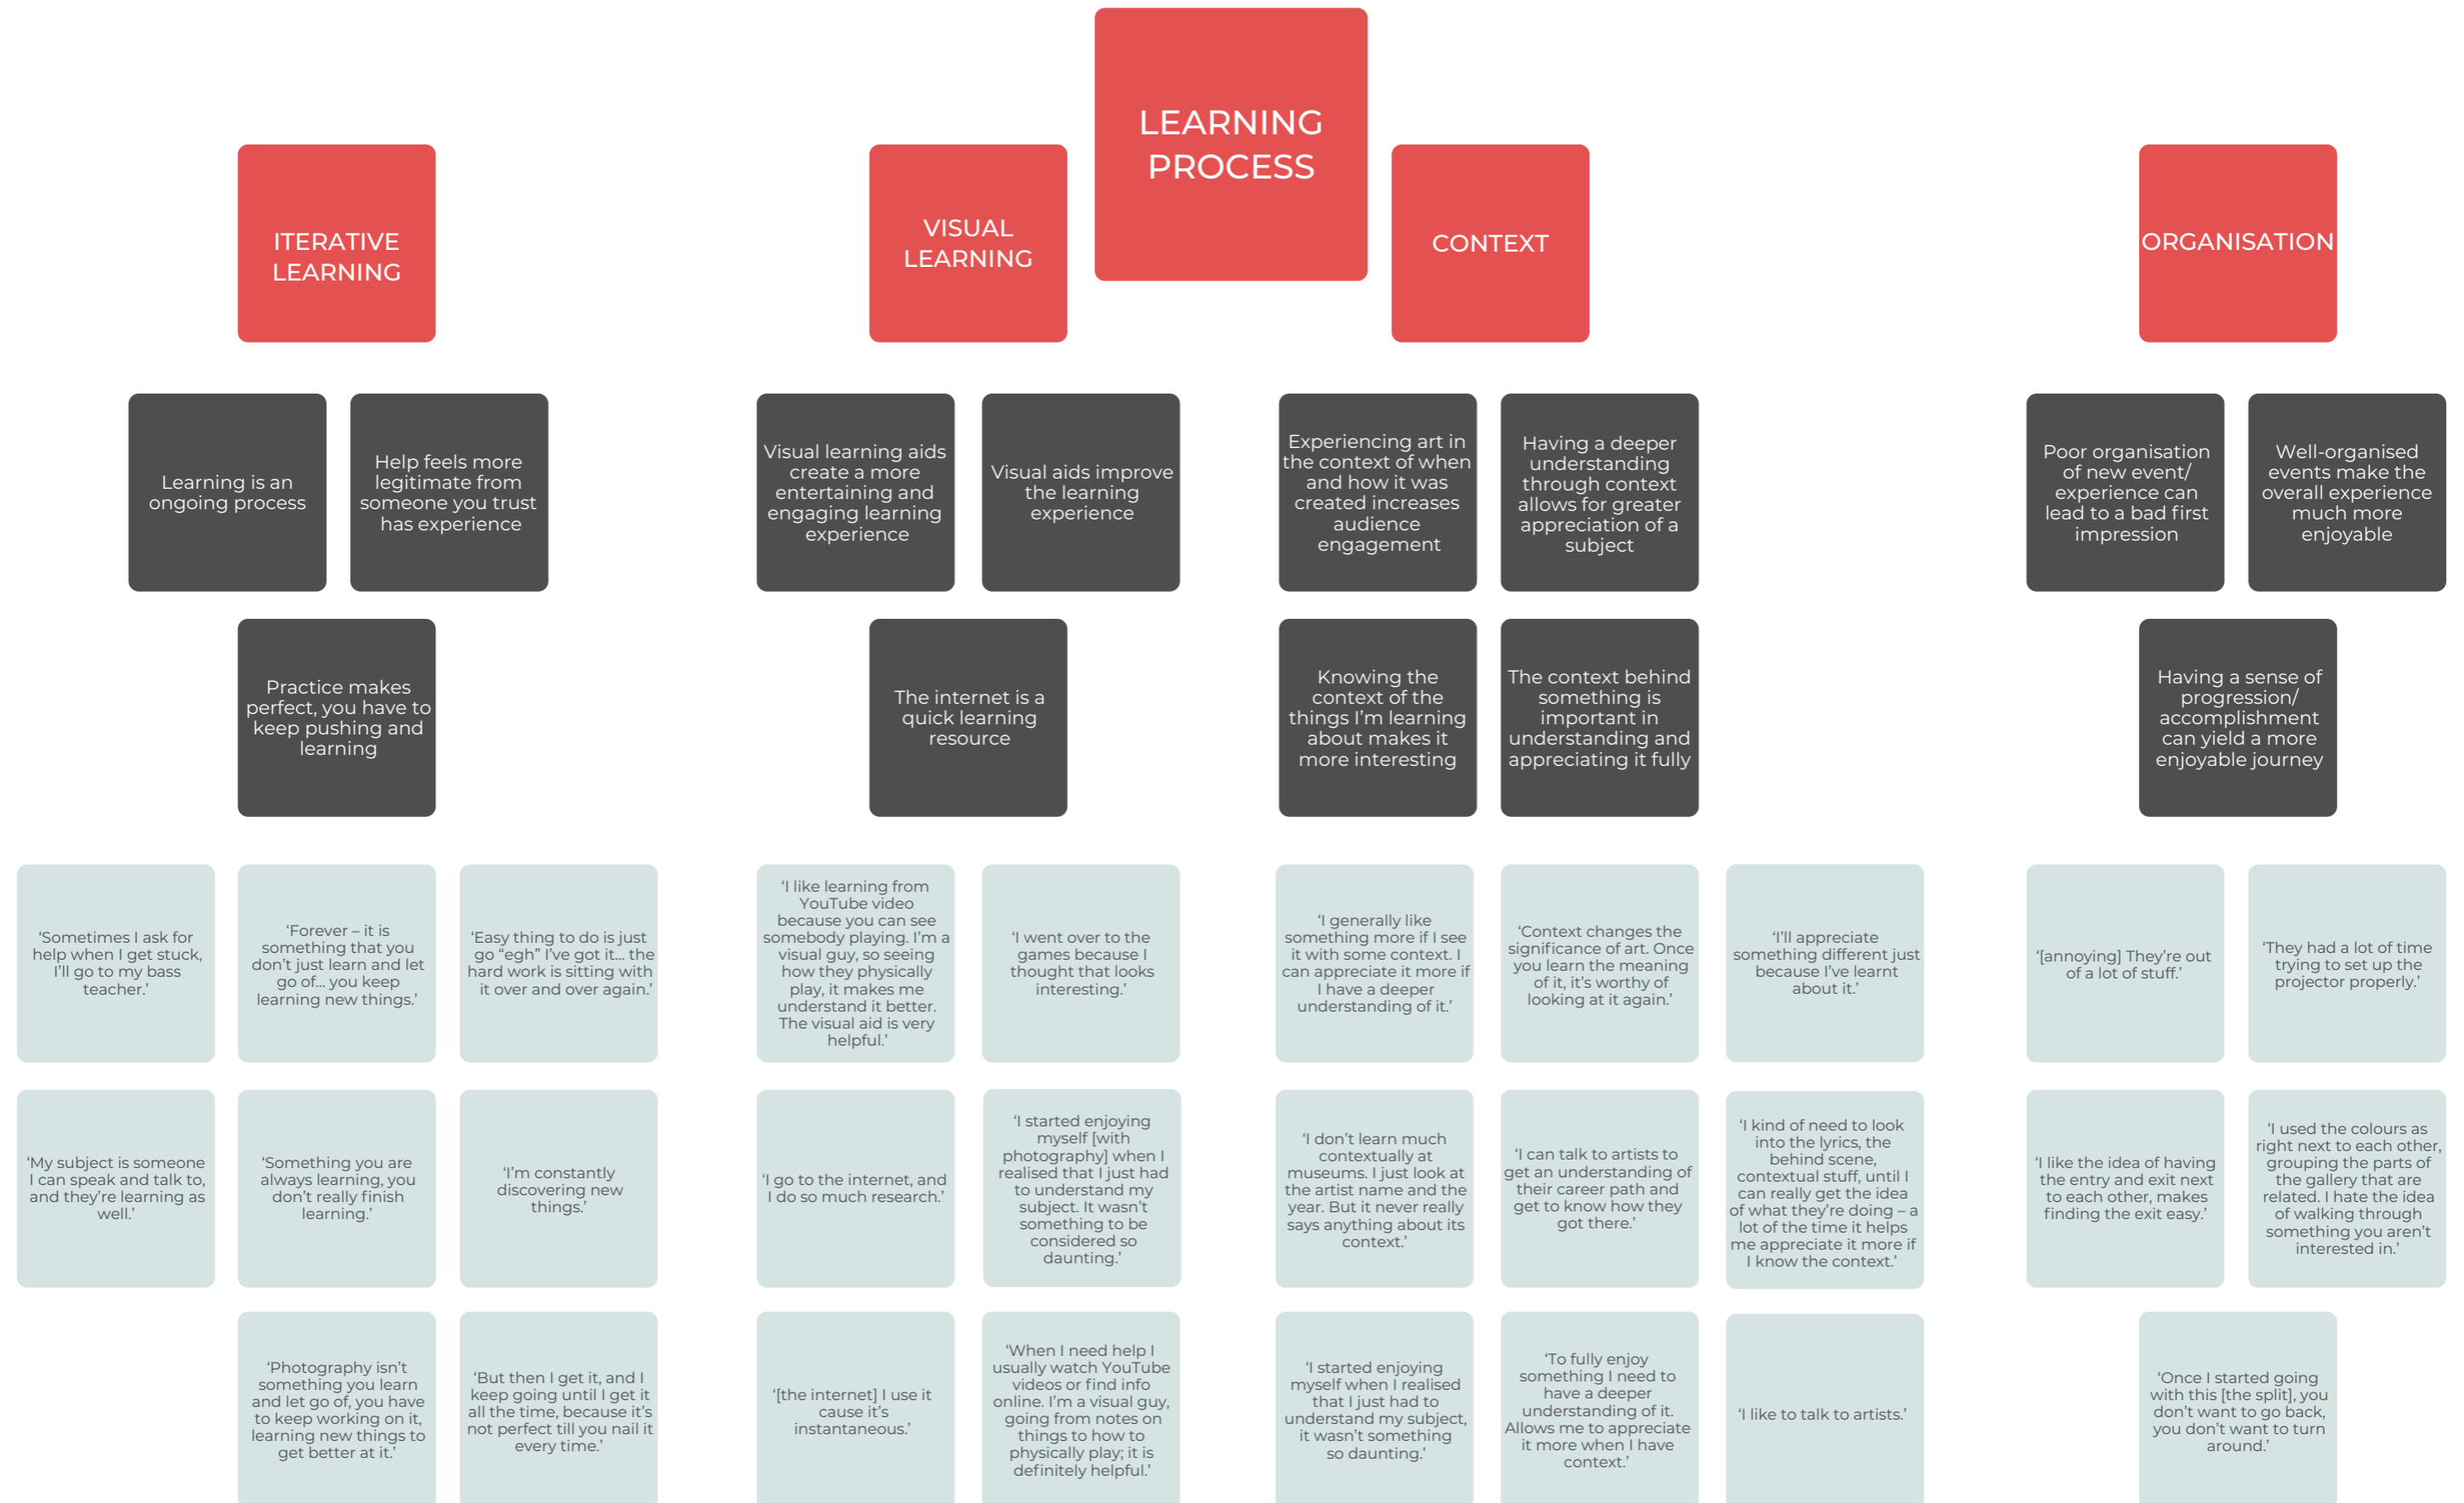 LEARNING
PROCESS
ITERATIVE
LEARNING
VISUAL
LEARNING
CONTEXT
ORGANISATION
Learning is an
ongoing process
Help feels more
legitimate from
someone you trust
has experience
Visual learning aids
create a more
entertaining and
engaging learning
experience
Visual aids improve
the learning
experience
Experiencing art in
the context of when
and how it was
created increases
audience
engagement
Having a deeper
understanding
through context
allows for greater
appreciation of a
subject
Poor organisation
of new event/
experience can
lead to a bad first
impression
Well-organised
events make the
overall experience
much more
enjoyable
Practice makes
perfect, you have to
keep pushing and
learning
The internet is a
quick learning
resource
Knowing the
context of the
things I’m learning
about makes it
more interesting
The context behind
something is
important in
understanding and
appreciating it fully
Having a sense of
progression/
accomplishment
can yield a more
enjoyable journey
‘Sometimes I ask for
help when I get stuck,
I’ll go to my bass
teacher.’
‘Forever – it is
something that you
don’t just learn and let
go of... you keep
learning new things.’
‘Easy thing to do is just
go “egh” I’ve got it... the
hard work is sitting with
it over and over again.’
‘I like learning from
YouTube video
because you can see
somebody playing. I’m a
visual guy, so seeing
how they physically
play, it makes me
understand it better.
The visual aid is very
helpful.’
‘I went over to the
games because I
thought that looks
interesting.’
‘I generally like
something more if I see
it with some context. I
can appreciate it more if
I have a deeper
understanding of it.’
‘Context changes the
significance of art. Once
you learn the meaning
of it, it’s worthy of
looking at it again.’
‘I’ll appreciate
something different just
because I’ve learnt
about it.’
‘[annoying] They’re out
of a lot of stuff.’
‘They had a lot of time
trying to set up the
projector properly.’
‘My subject is someone
I can speak and talk to,
and they’re learning as
well.’
‘Something you are
always learning, you
don’t really finish
learning.’
‘I’m constantly
discovering new
things.’
‘I go to the internet, and
I do so much research.’
‘I started enjoying
myself [with
photography] when I
realised that I just had
to understand my
subject. It wasn’t
something to be
considered so
daunting.’
‘I don’t learn much
contextually at
museums. I just look at
the artist name and the
year. But it never really
says anything about its
context.’
‘I can talk to artists to
get an understanding of
their career path and
get to know how they
got there.’
‘I kind of need to look
into the lyrics, the
behind scene,
contextual stuff, until I
can really get the idea
of what they’re doing – a
lot of the time it helps
me appreciate it more if
I know the context.’
‘I like the idea of having
the entry and exit next
to each other, makes
finding the exit easy.’
‘I used the colours as
right next to each other,
grouping the parts of
the gallery that are
related. I hate the idea
of walking through
something you aren’t
interested in.’
‘Photography isn’t
something you learn
and let go of, you have
to keep working on it,
learning new things to
get better at it.’
‘But then I get it, and I
keep going until I get it
all the time, because it’s
not perfect till you nail it
every time.’
‘[the internet] I use it
cause it’s
instantaneous.’
‘When I need help I
usually watch YouTube
videos or find info
online. I’m a visual guy,
going from notes on
things to how to
physically play; it is
definitely helpful.’
‘I started enjoying
myself when I realised
that I just had to
understand my subject,
it wasn’t something
so daunting.’
‘To fully enjoy
something I need to
have a deeper
understanding of it.
Allows me to appreciate
it more when I have
context.’
‘I like to talk to artists.’
‘Once I started going
with this [the split], you
don’t want to go back,
you don’t want to turn
around.’